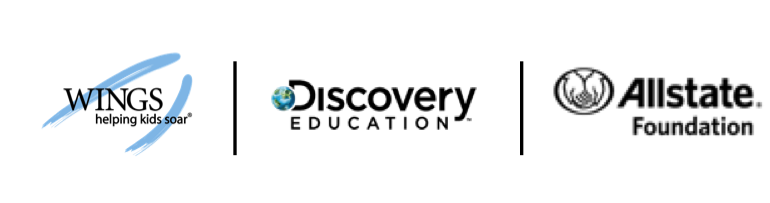 WINGS
helping kids soar®
Discovery
EDUCATION™
Allstate®
Foundation